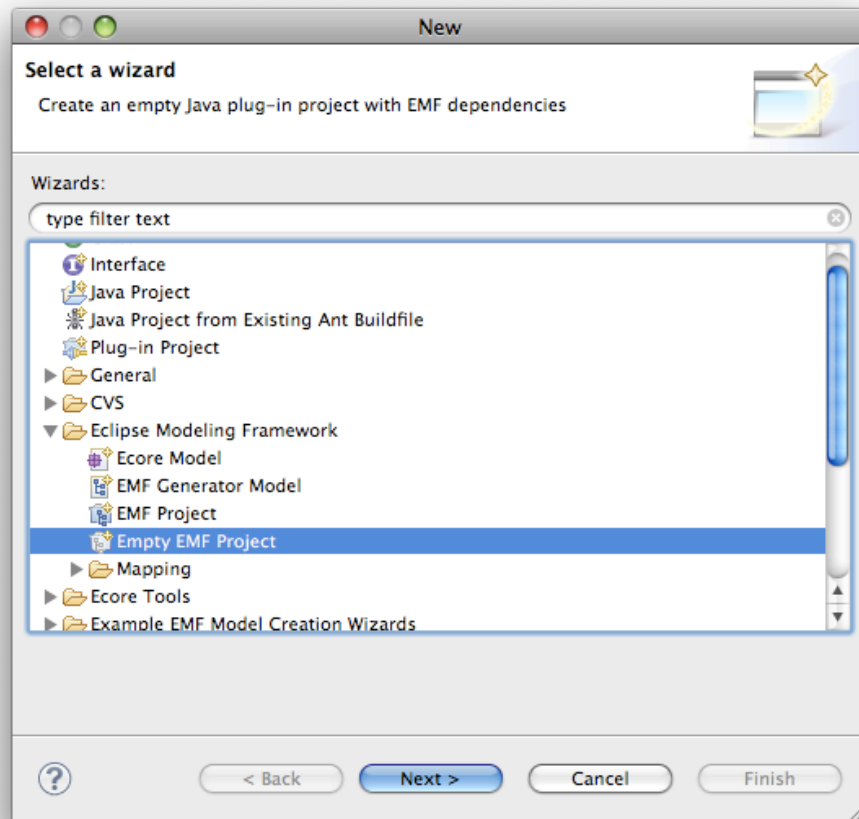 New
Select a wizard
Create an empty Java plug-in project with EMF dependencies
Wizards:
type filter text
Interface
Java Project
Java Project from Existing Ant Buildfile
Plug-in Project
General
CVS
Eclipse Modeling Framework
Ecore Model
EMF Generator Model
EMF Project
Empty EMF Project
Mapping
Ecore Tools
Example EMF Model Creation Wizards
? < Back Next > Cancel Finish